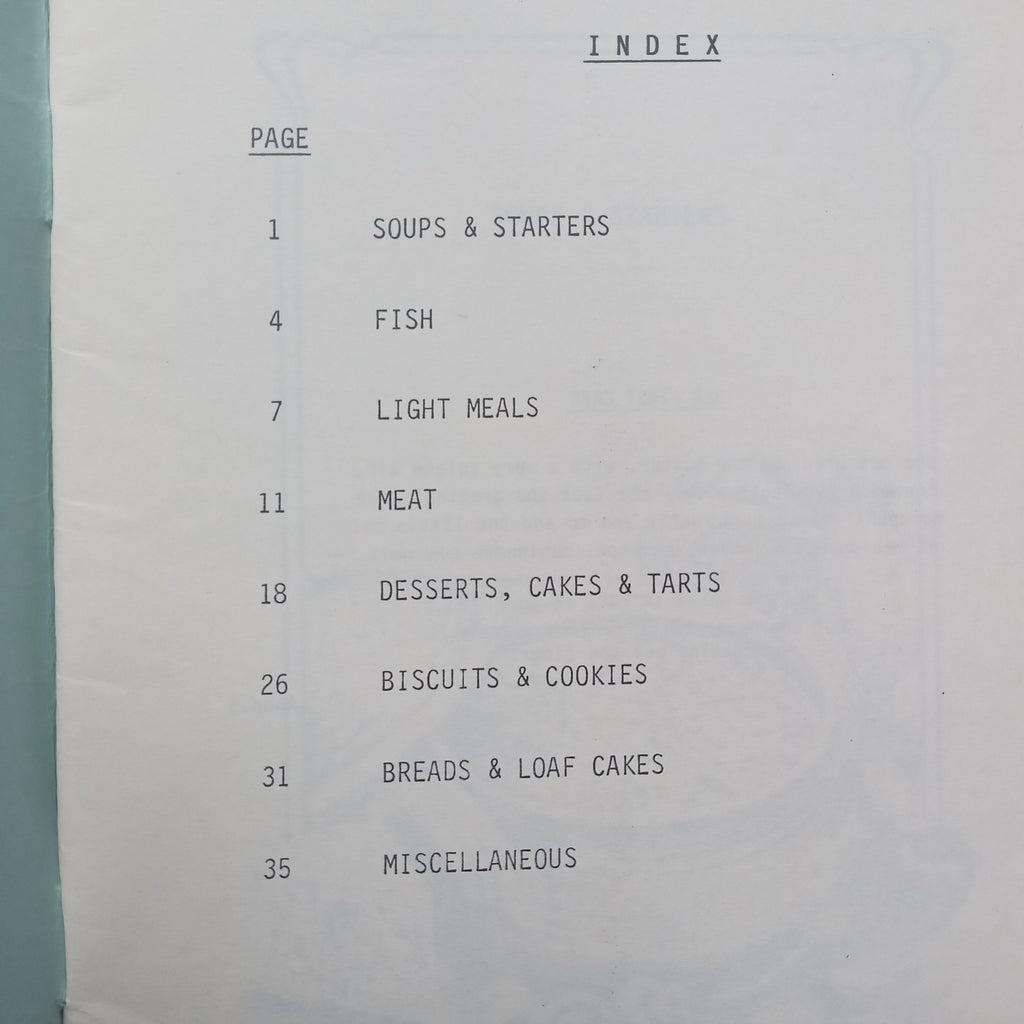 INDEX
PAGE
1 SOUPS & STARTERS
4 FISH
7 LIGHT MEALS
11 MEAT
18 DESSERTS, CAKES & TARTS
26 BISCUITS & COOKIES
31 BREADS & LOAF CAKES
35 MISCELLANEOUS